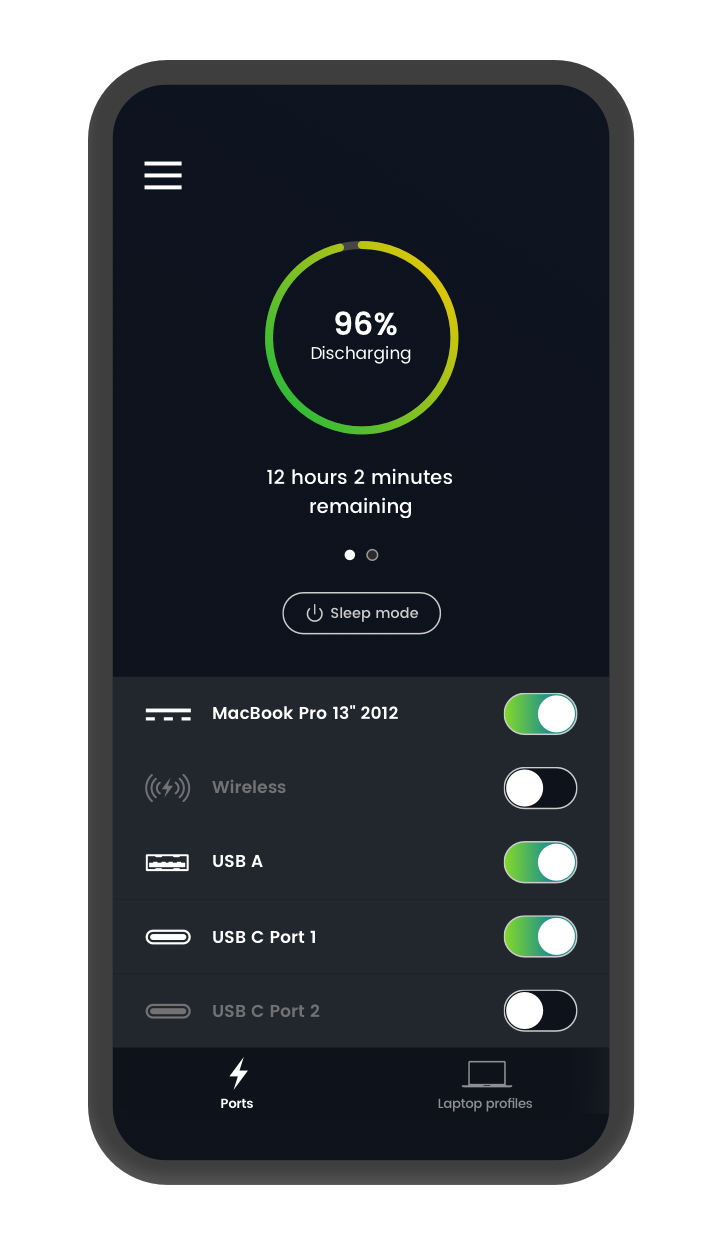 96%
Discharging
12 hours 2 minutes
remaining
Sleep mode
MacBook Pro 13" 2012
Wireless
USB A
USB C Port 1
USB C Port 2
Ports
Laptop profiles